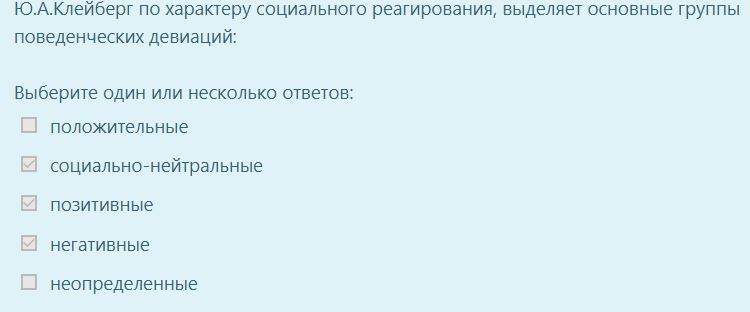 Ю.А.Клейберг по характеру социального реагирования, выделяет основные группы
поведенческих девиаций:
Выберите один или несколько ответов:
положительные
социально-нейтральные
позитивные
негативные
неопределенные